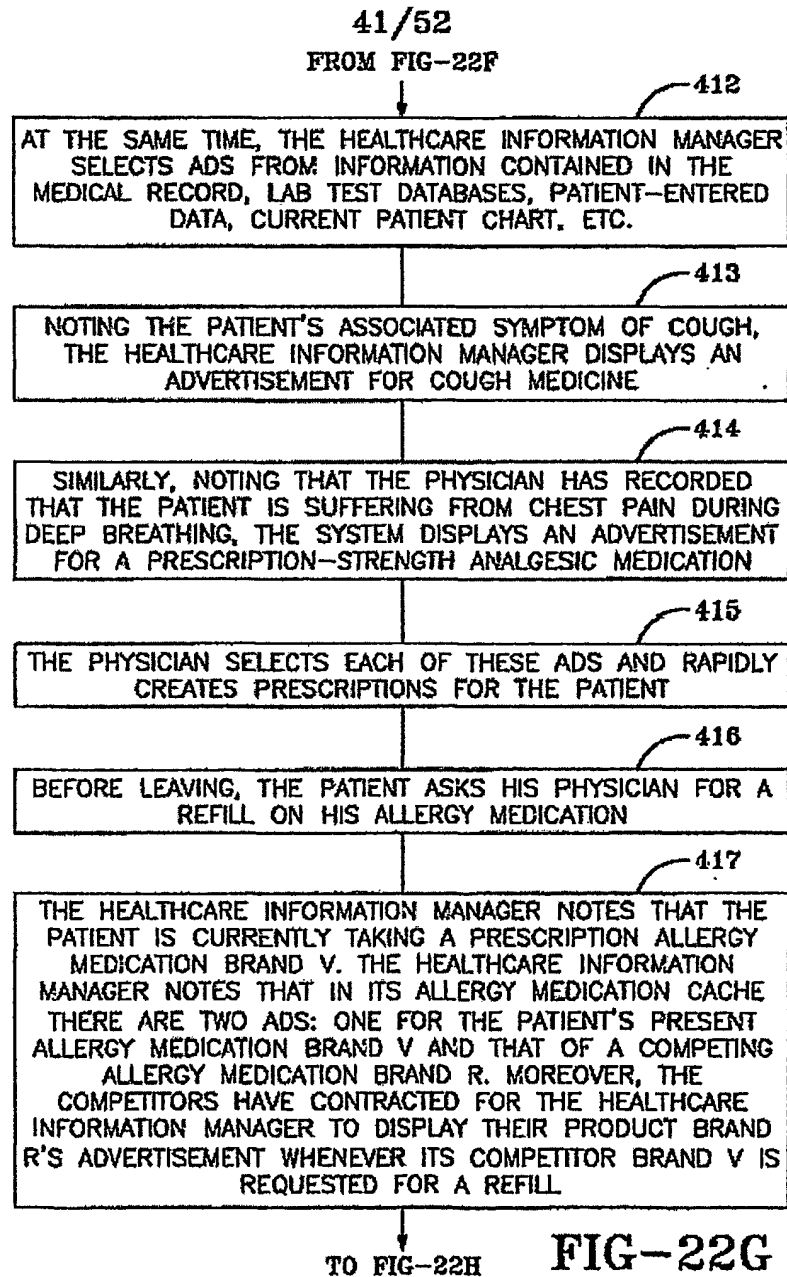 41/52
FROM FIG-22F
412
AT THE SAME TIME, THE HEALTHCARE INFORMATION MANAGER
SELECTS ADS FROM INFORMATION CONTAINED IN THE
MEDICAL RECORD, LAB TEST DATABASES, PATIENT-ENTERED
DATA, CURRENT PATIENT CHART, ETC.
413
NOTING THE PATIENT'S ASSOCIATED SYMPTOM OF COUGH,
THE HEALTHCARE INFORMATION MANAGER DISPLAYS AN
ADVERTISEMENT FOR COUGH MEDICINE
414
SIMILARLY, NOTING THAT THE PHYSICIAN HAS RECORDED
THAT THE PATIENT IS SUFFERING FROM CHEST PAIN DURING
DEEP BREATHING, THE SYSTEM DISPLAYS AN ADVERTISEMENT
FOR A PRESCRIPTION-STRENGTH ANALGESIC MEDICATION
415
THE PHYSICIAN SELECTS EACH OF THESE ADS AND RAPIDLY
CREATES PRESCRIPTIONS FOR THE PATIENT
416
BEFORE LEAVING, THE PATIENT ASKS HIS PHYSICIAN FOR A
REFILL ON HIS ALLERGY MEDICATION
417
THE HEALTHCARE INFORMATION MANAGER NOTES THAT THE
PATIENT IS CURRENTLY TAKING A PRESCRIPTION ALLERGY
MEDICATION BRAND V. THE HEALTHCARE INFORMATION
MANAGER NOTES THAT IN ITS ALLERGY MEDICATION CACHE
THERE ARE TWO ADS: ONE FOR THE PATIENT'S PRESENT
ALLERGY MEDICATION BRAND V AND THAT OF A COMPETING
ALLERGY MEDICATION BRAND R. MOREOVER, THE
COMPETITORS HAVE CONTRACTED FOR THE HEALTHCARE
INFORMATION MANAGER TO DISPLAY THEIR PRODUCT BRAND
R'S ADVERTISEMENT WHENEVER ITS COMPETITOR BRAND V IS
REQUESTED FOR A REFILL
TO FIG-22H
FIG-22G